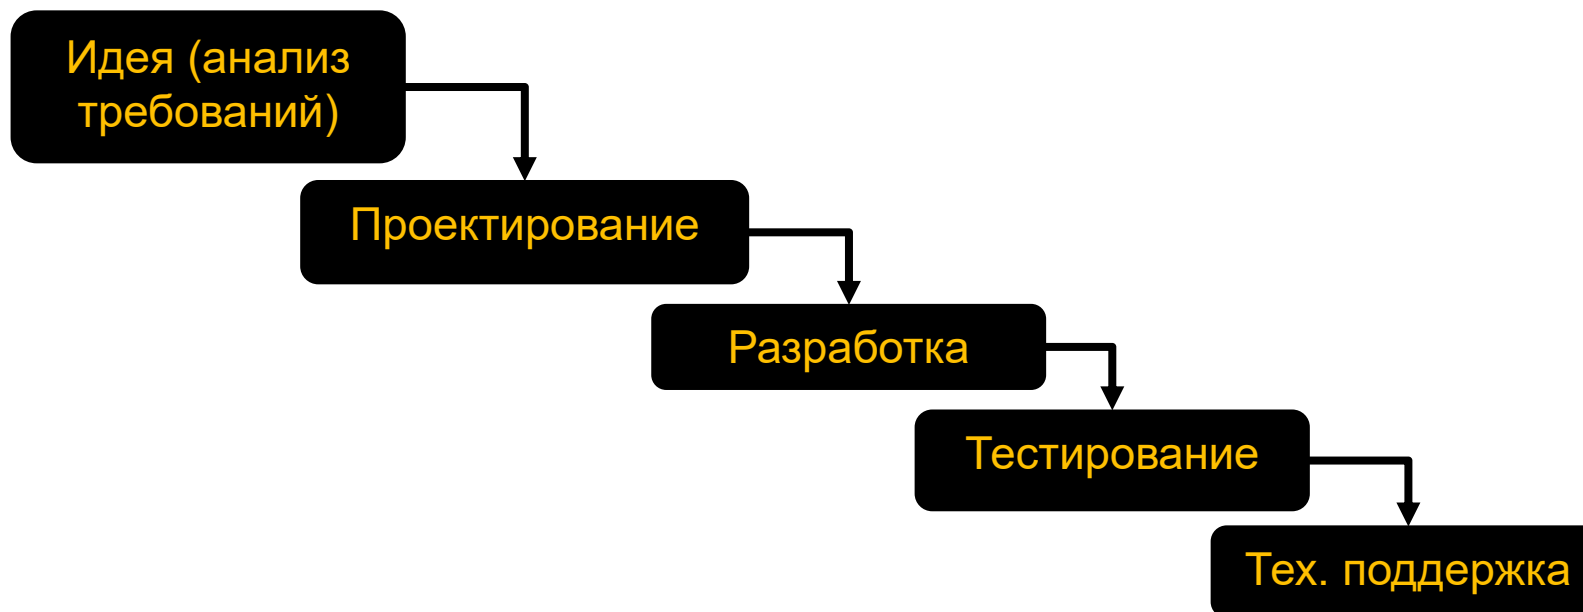 Идея (анализ
требований)
Проектирование
Разработка
Тестирование
Тех. поддержка